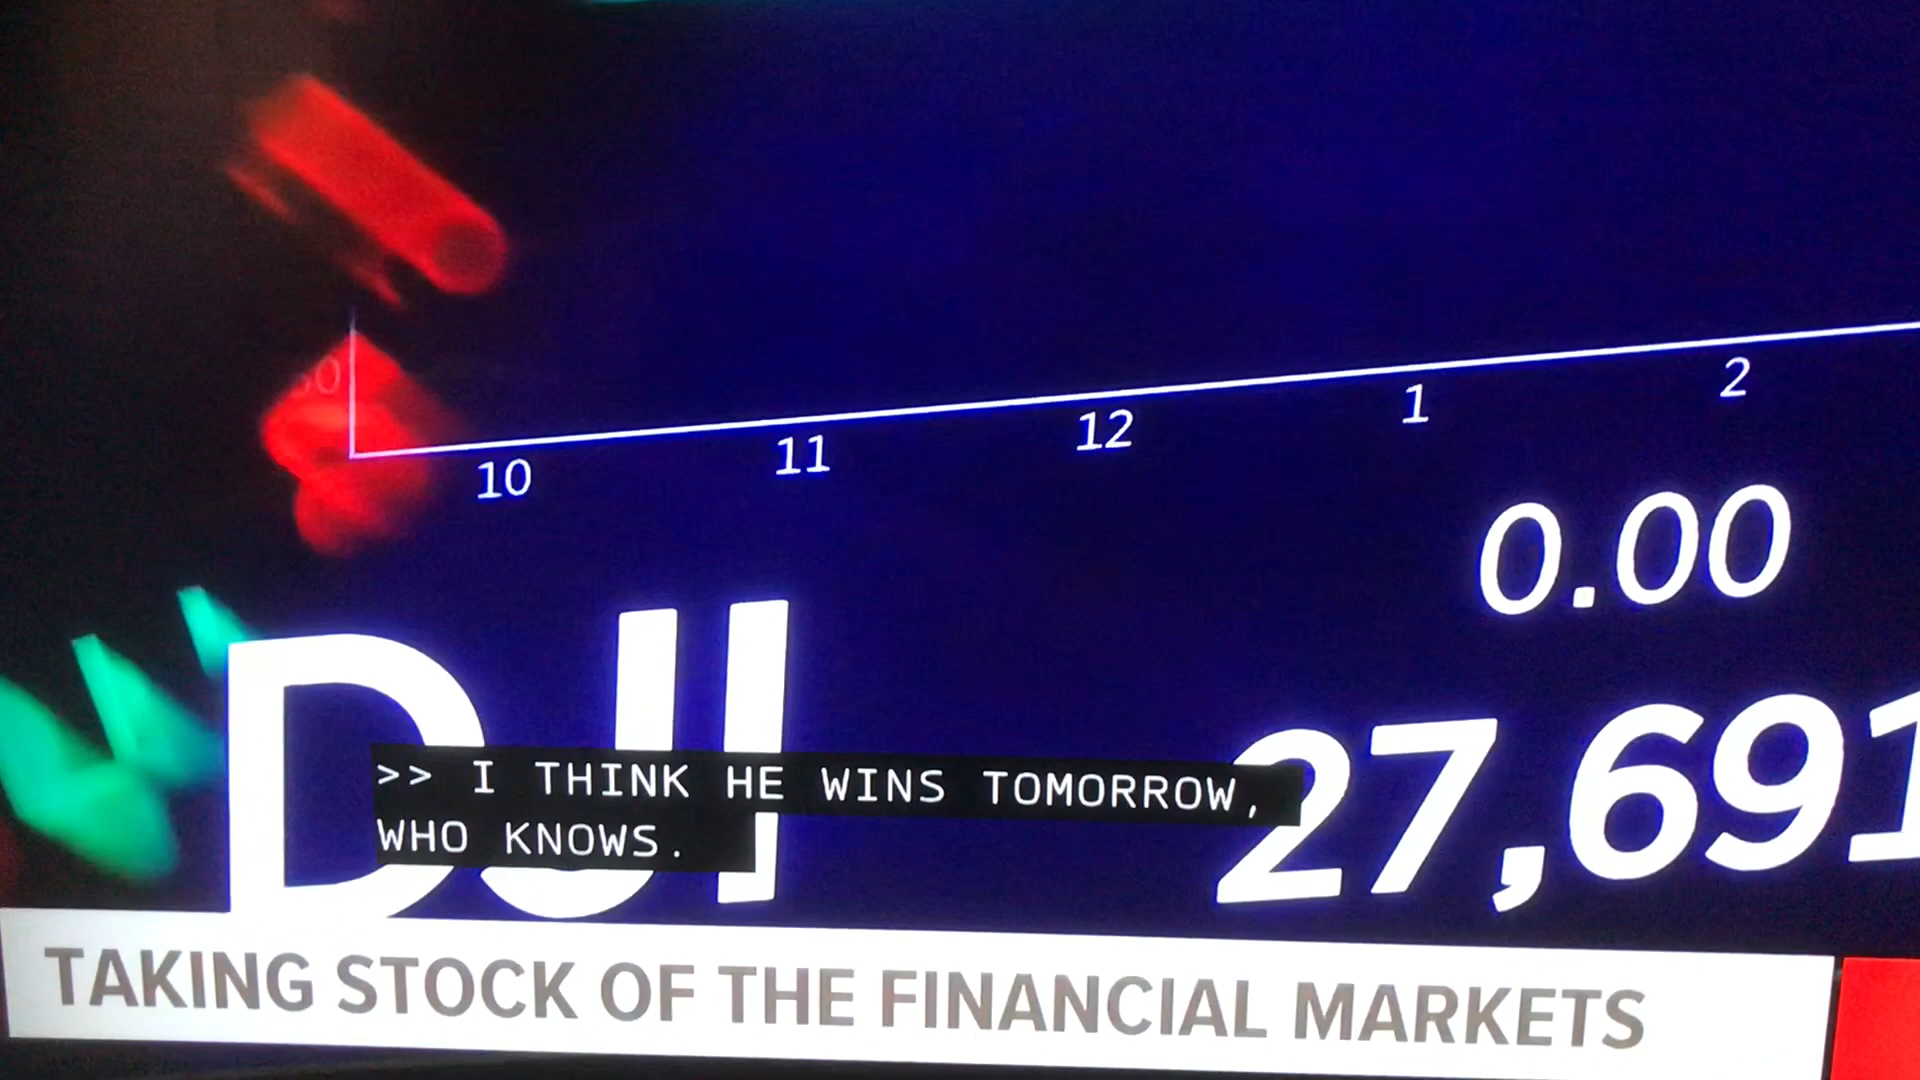 10 11 12 1 2
0.00
DJI 27,691
>> I THINK HE WINS TOMORROW,
WHO KNOWS.
TAKING STOCK OF THE FINANCIAL MARKETS